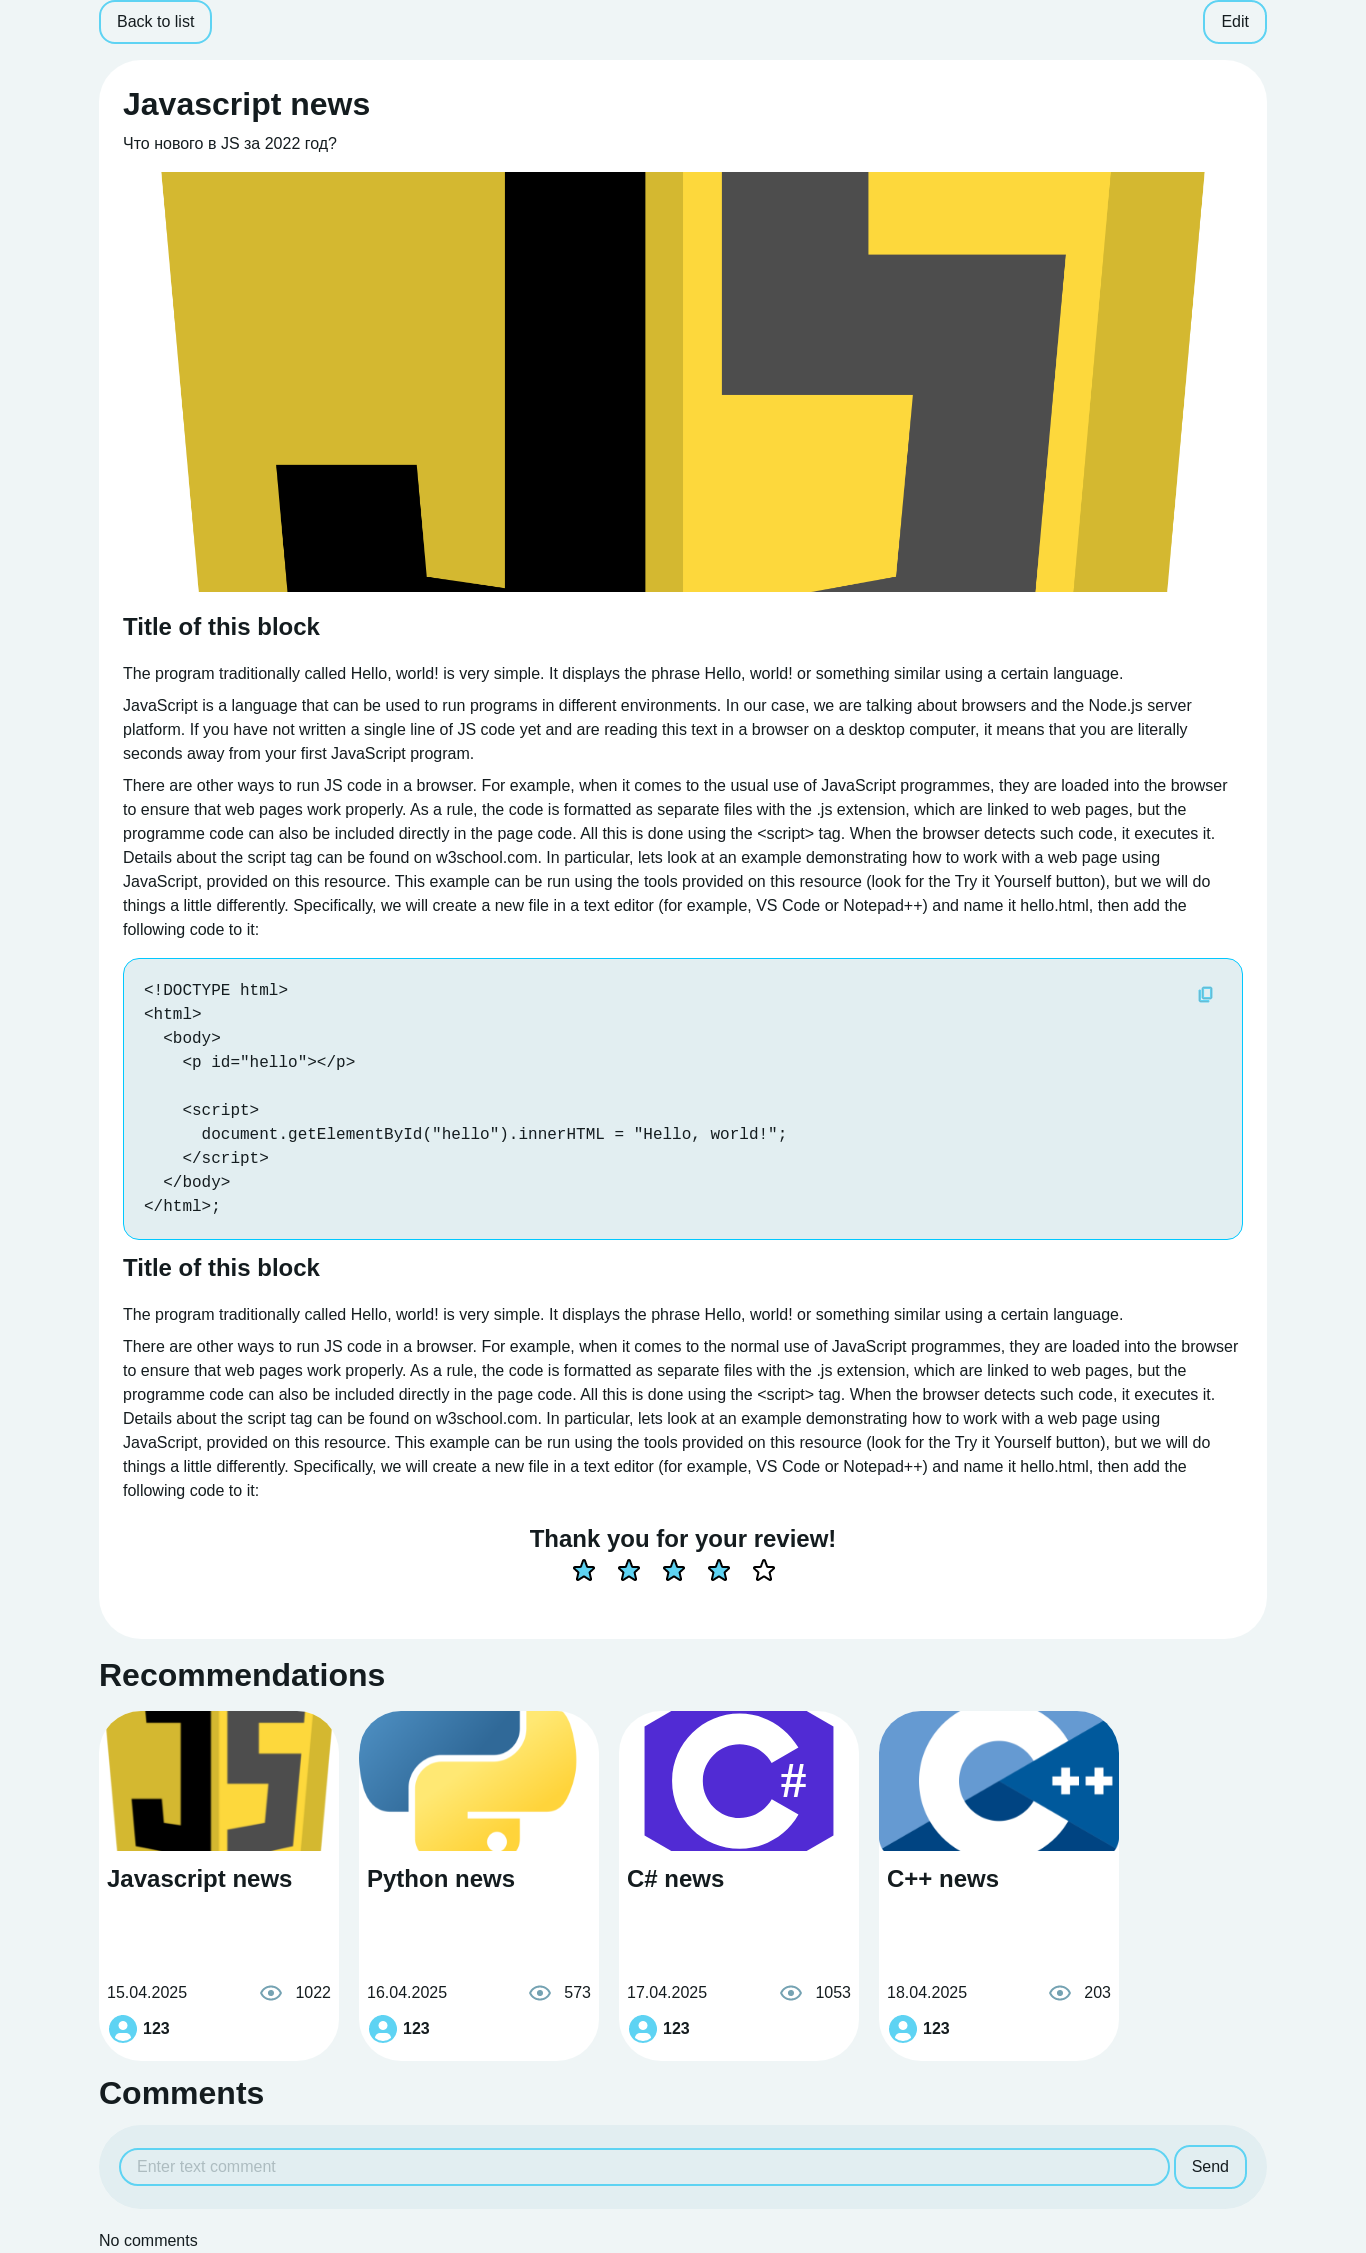 Back to list
Edit
Javascript news
Что нового в JS за 2022 год?
JS
Title of this block
The program traditionally called Hello, world! is very simple. It displays the phrase Hello, world! or something similar using a certain language.
JavaScript is a language that can be used to run programs in different environments. In our case, we are talking about browsers and the Node.js server
platform. If you have not written a single line of JS code yet and are reading this text in a browser on a desktop computer, it means that you are literally
seconds away from your first JavaScript program.
There are other ways to run JS code in a browser. For example, when it comes to the usual use of JavaScript programmes, they are loaded into the browser
to ensure that web pages work properly. As a rule, the code is formatted as separate files with the .js extension, which are linked to web pages, but the
programme code can also be included directly in the page code. All this is done using the <script> tag. When the browser detects such code, it executes it.
Details about the script tag can be found on w3school.com. In particular, lets look at an example demonstrating how to work with a web page using
JavaScript, provided on this resource. This example can be run using the tools provided on this resource (look for the Try it Yourself button), but we will do
things a little differently. Specifically, we will create a new file in a text editor (for example, VS Code or Notepad++) and name it hello.html, then add the
following code to it:
<!DOCTYPE html>
<html>
  <body>
    <p id="hello"></p>

    <script>
      document.getElementById("hello").innerHTML = "Hello, world!";
    </script>
  </body>
</html>;
Title of this block
The program traditionally called Hello, world! is very simple. It displays the phrase Hello, world! or something similar using a certain language.
There are other ways to run JS code in a browser. For example, when it comes to the normal use of JavaScript programmes, they are loaded into the browser
to ensure that web pages work properly. As a rule, the code is formatted as separate files with the .js extension, which are linked to web pages, but the
programme code can also be included directly in the page code. All this is done using the <script> tag. When the browser detects such code, it executes it.
Details about the script tag can be found on w3school.com. In particular, lets look at an example demonstrating how to work with a web page using
JavaScript, provided on this resource. This example can be run using the tools provided on this resource (look for the Try it Yourself button), but we will do
things a little differently. Specifically, we will create a new file in a text editor (for example, VS Code or Notepad++) and name it hello.html, then add the
following code to it:
Thank you for your review!
Recommendations
JS
Javascript news
15.04.2025 1022
123
Python news
16.04.2025 573
123
C#
C# news
17.04.2025 1053
123
C++
C++ news
18.04.2025 203
123
Comments
Enter text comment
Send
No comments